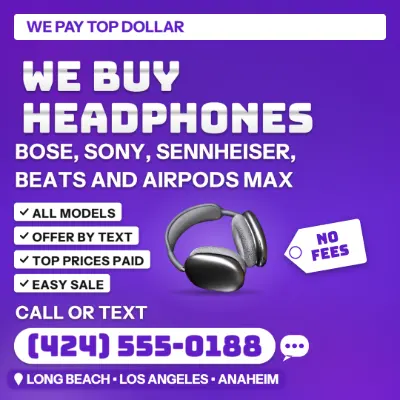 WE PAY TOP DOLLAR
WE BUY
HEADPHONES
BOSE, SONY, SENNHEISER,
BEATS AND AIRPODS MAX
ALL MODELS
OFFER BY TEXT
TOP PRICES PAID
EASY SALE
NO
FEES
CALL OR TEXT
(424) 555-0188
LONG BEACH • LOS ANGELES • ANAHEIM